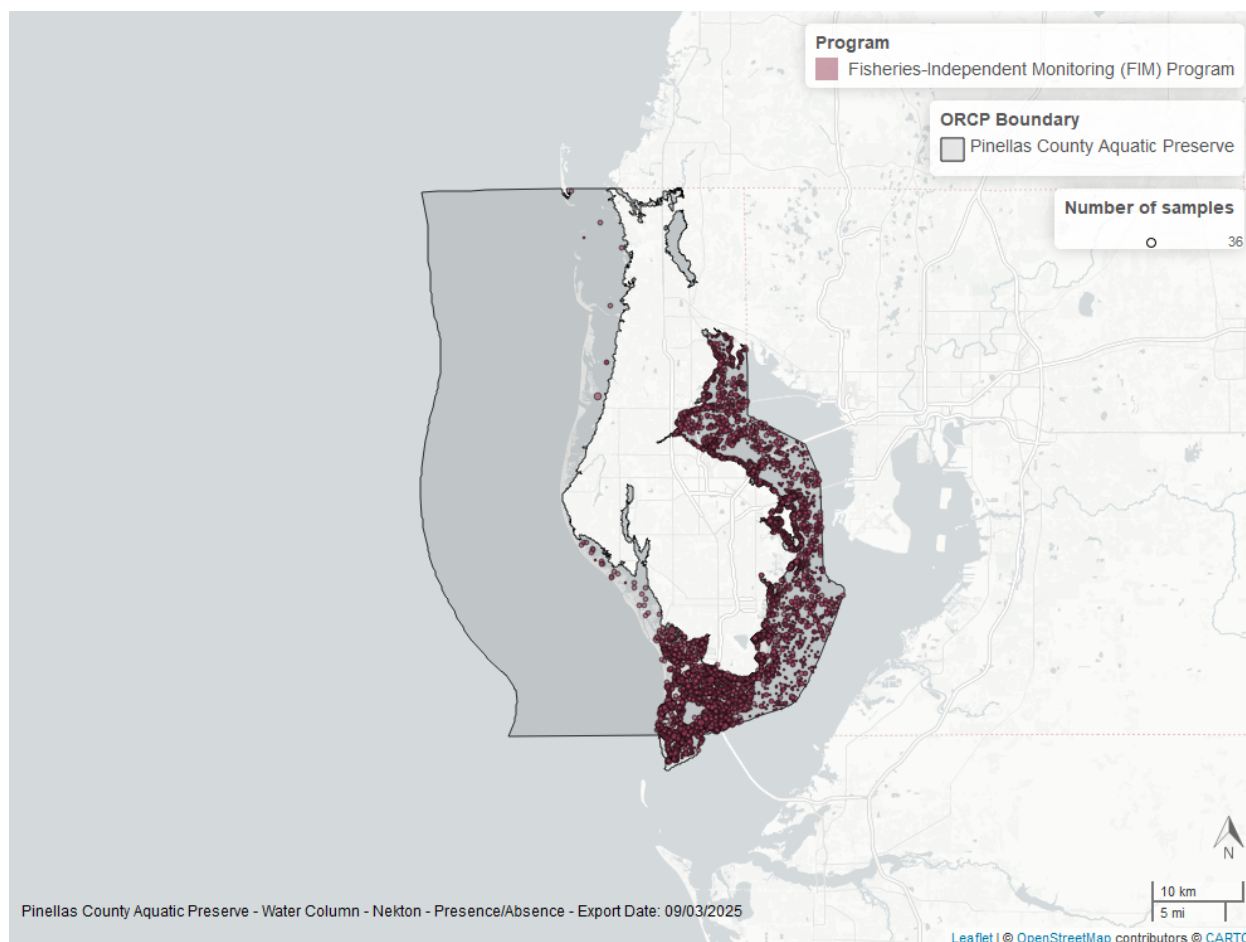 Program
Fisheries-Independent Monitoring (FIM) Program
ORCP Boundary
Pinellas County Aquatic Preserve
Number of samples
36
N
10 km
5 mi
Pinellas County Aquatic Preserve - Water Column - Nekton - Presence/Absence - Export Date: 09/03/2025
Leaflet | © OpenStreetMap contributors © CARTO